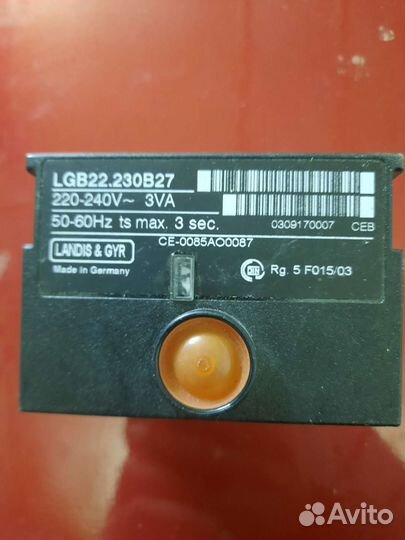 LGB22.230B27
220-240V~ 3VA
50-60Hz ts max. 3 sec.
0309170007 CEB
CE-0085AO0087
LANDIS & GYR
Made in Germany
DIN Rg. 5 F015/03
Avito